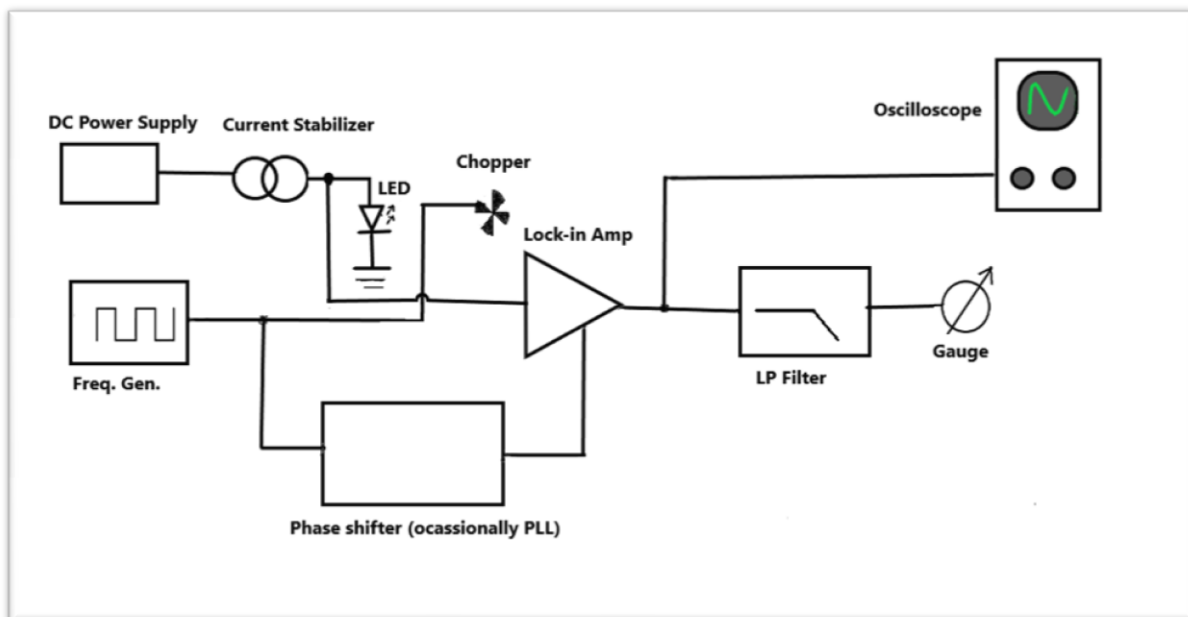 DC Power Supply
Current Stabilizer
Chopper
Oscilloscope
LED
Lock-in Amp
Freq. Gen.
LP Filter
Gauge
Phase shifter (ocassionally PLL)